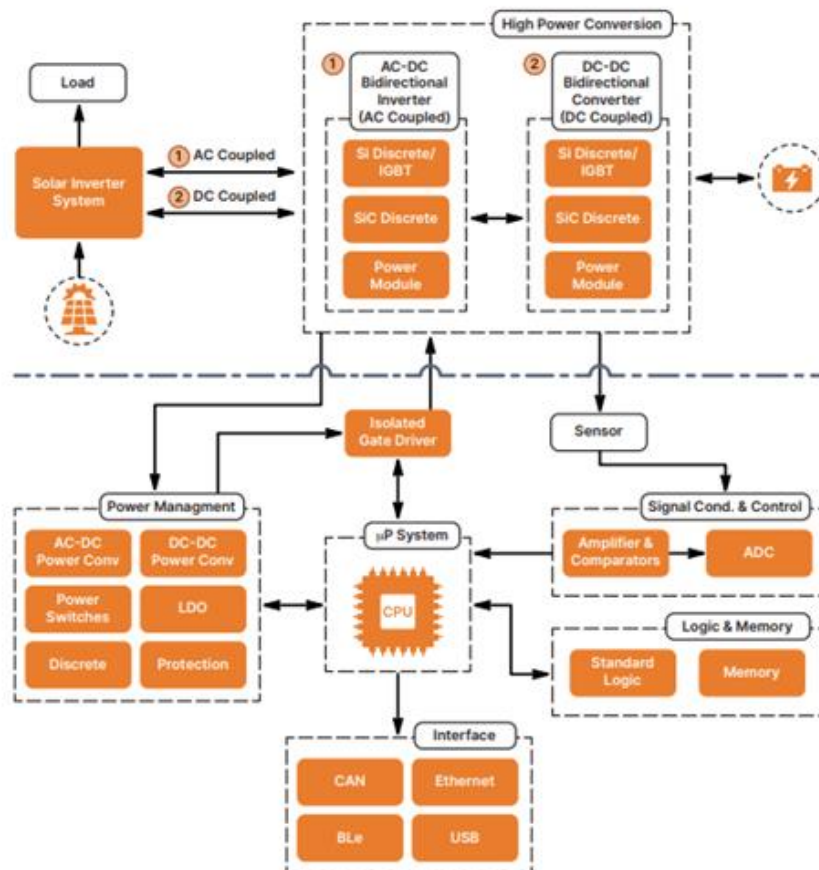 High Power Conversion
Load
1
AC-DC
Bidirectional
Inverter
(AC Coupled)
2
DC-DC
Bidirectional
Converter
(DC Coupled)
Solar Inverter
System
1 AC Coupled
2 DC Coupled
Si Discrete/
IGBT
SiC Discrete
Power
Module
Si Discrete/
IGBT
SiC Discrete
Power
Module
Isolated
Gate Driver
Sensor
Power Managment
AC-DC
Power Conv
DC-DC
Power Conv
Power
Switches
LDO
Discrete
Protection
µP System
CPU
Signal Cond. & Control
Amplifier &
Comparators
ADC
Logic & Memory
Standard
Logic
Memory
Interface
CAN
Ethernet
BLe
USB